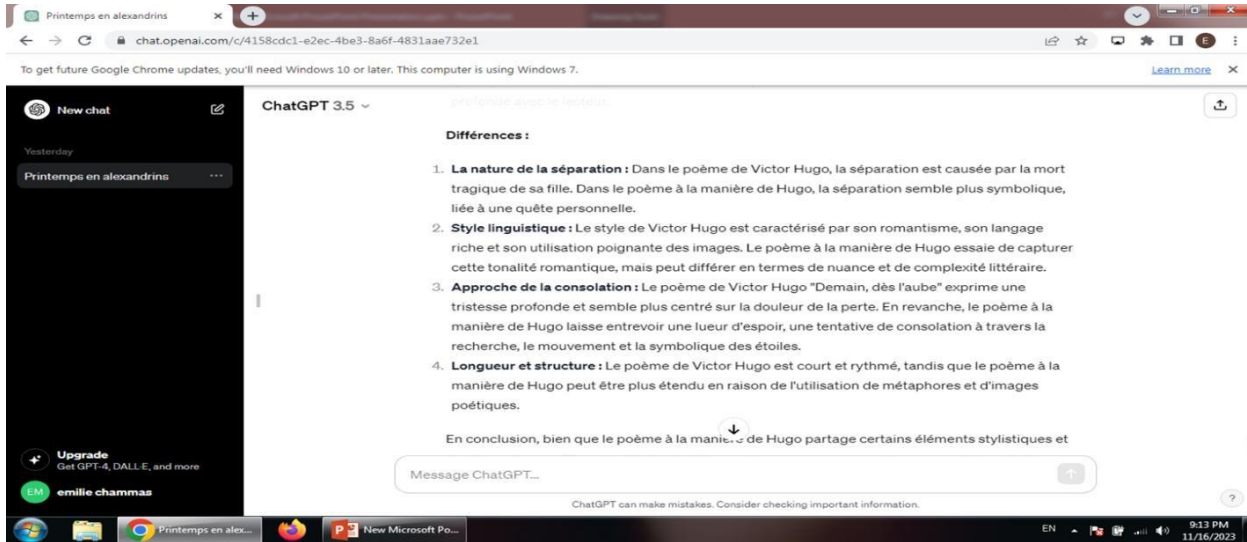 Printemps en alexandrins
chat.openai.com/c/4158cdc1-e2ec-4be3-8a6f-4831aae732e1
E
To get future Google Chrome updates, you'll need Windows 10 or later. This computer is using Windows 7.
Learn more
New chat
ChatGPT 3.5
Yesterday
Printemps en alexandrins
profonde avec le lecteur.
Différences :
1. La nature de la séparation : Dans le poème de Victor Hugo, la séparation est causée par la mort
tragique de sa fille. Dans le poème à la manière de Hugo, la séparation semble plus symbolique,
liée à une quête personnelle.
2. Style linguistique : Le style de Victor Hugo est caractérisé par son romantisme, son langage
riche et son utilisation poignante des images. Le poème à la manière de Hugo essaie de capturer
cette tonalité romantique, mais peut différer en termes de nuance et de complexité littéraire.
3. Approche de la consolation : Le poème de Victor Hugo "Demain, dès l'aube" exprime une
tristesse profonde et semble plus centré sur la douleur de la perte. En revanche, le poème à la
manière de Hugo laisse entrevoir une lueur d'espoir, une tentative de consolation à travers la
recherche, le mouvement et la symbolique des étoiles.
4. Longueur et structure : Le poème de Victor Hugo est court et rythmé, tandis que le poème à la
manière de Hugo peut être plus étendu en raison de l'utilisation de métaphores et d'images
poétiques.
En conclusion, bien que le poème à la manière de Hugo partage certains éléments stylistiques et
Upgrade
Get GPT-4, DALL·E, and more
EM
emilie chammas
Message ChatGPT...
ChatGPT can make mistakes. Consider checking important information.
?
Printemps en alex...
New Microsoft Po...
EN
9:13 PM
11/16/2023